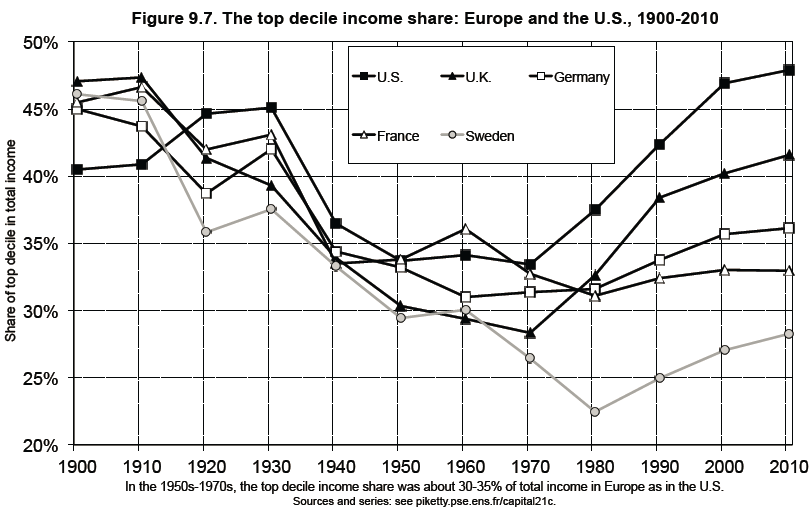 Figure 9.7. The top decile income share: Europe and the U.S., 1900-2010
50%
45%
40%
35%
30%
25%
20%
Share of top decile in total income
U.S. U.K. Germany
France Sweden
1900 1910 1920 1930 1940 1950 1960 1970 1980 1990 2000 2010
In the 1950s-1970s, the top decile income share was about 30-35% of total income in Europe as in the U.S.
Sources and series: see piketty.pse.ens.fr/capital21c.